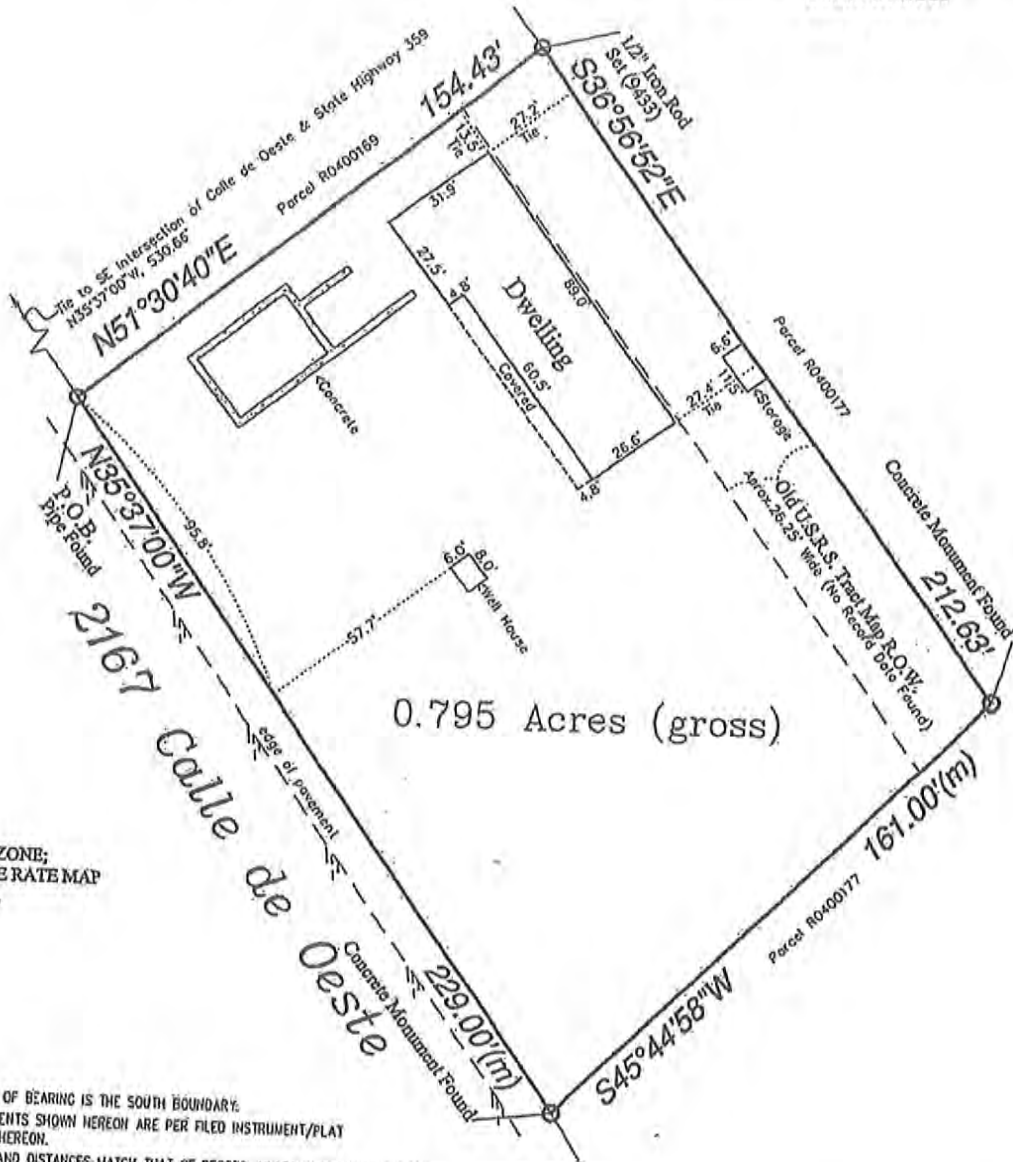 154.43'
1/2" Iron Rod
Set (9433)
Tie to SE Intersection of Calle de Oeste & State Highway 359
N35°37'00"W, 530.66'
Parcel R0400169
N51°30'40"E
13.5'
Tie
27.2'
Tie
S36°56'52"E
31.9'
27.5'
4.8'
Dwelling
89.0'
60.5'
Covered
26.6'
4.8'
<Concrete
6.6'
11.5'
<Storage
27.4'
Tie
Parcel R0400177
Old U.S.R.S. Tract Map R.O.W.
Aprox. 26.25' Wide (No Record Data Found)
Concrete Monument Found
212.63'
P.O.B.
Pipe Found
N35°37'00"W
95.8'
6.0'
8.0'
<Well House
57.7'
0.795 Acres (gross)
2167 Calle de Oeste
edge of pavement
229.00'(m)
Concrete Monument Found
161.00'(m)
Parcel R0400177
S45°44'58"W
ZONE;
E RATE MAP
OF BEARING IS THE SOUTH BOUNDARY.
ENTS SHOWN HEREON ARE PER FILED INSTRUMENT/PLAT
HEREON.
AND DISTANCES MATCH THAT OF